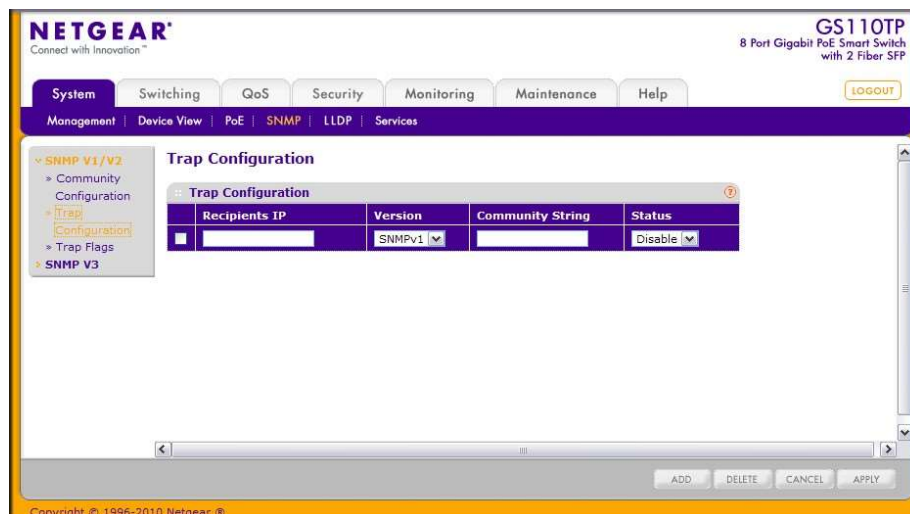 NETGEAR®
Connect with Innovation™
GS110TP
8 Port Gigabit PoE Smart Switch
with 2 Fiber SFP
System Switching QoS Security Monitoring Maintenance Help LOGOUT
Management | Device View | PoE | SNMP | LLDP | Services
SNMP V1/V2
» Community
Configuration
» Trap
Configuration
» Trap Flags
SNMP V3
Trap Configuration
Trap Configuration ?
Recipients IP Version Community String Status
SNMPv1 Disable
ADD DELETE CANCEL APPLY
Copyright © 1996-2010 Netgear ®